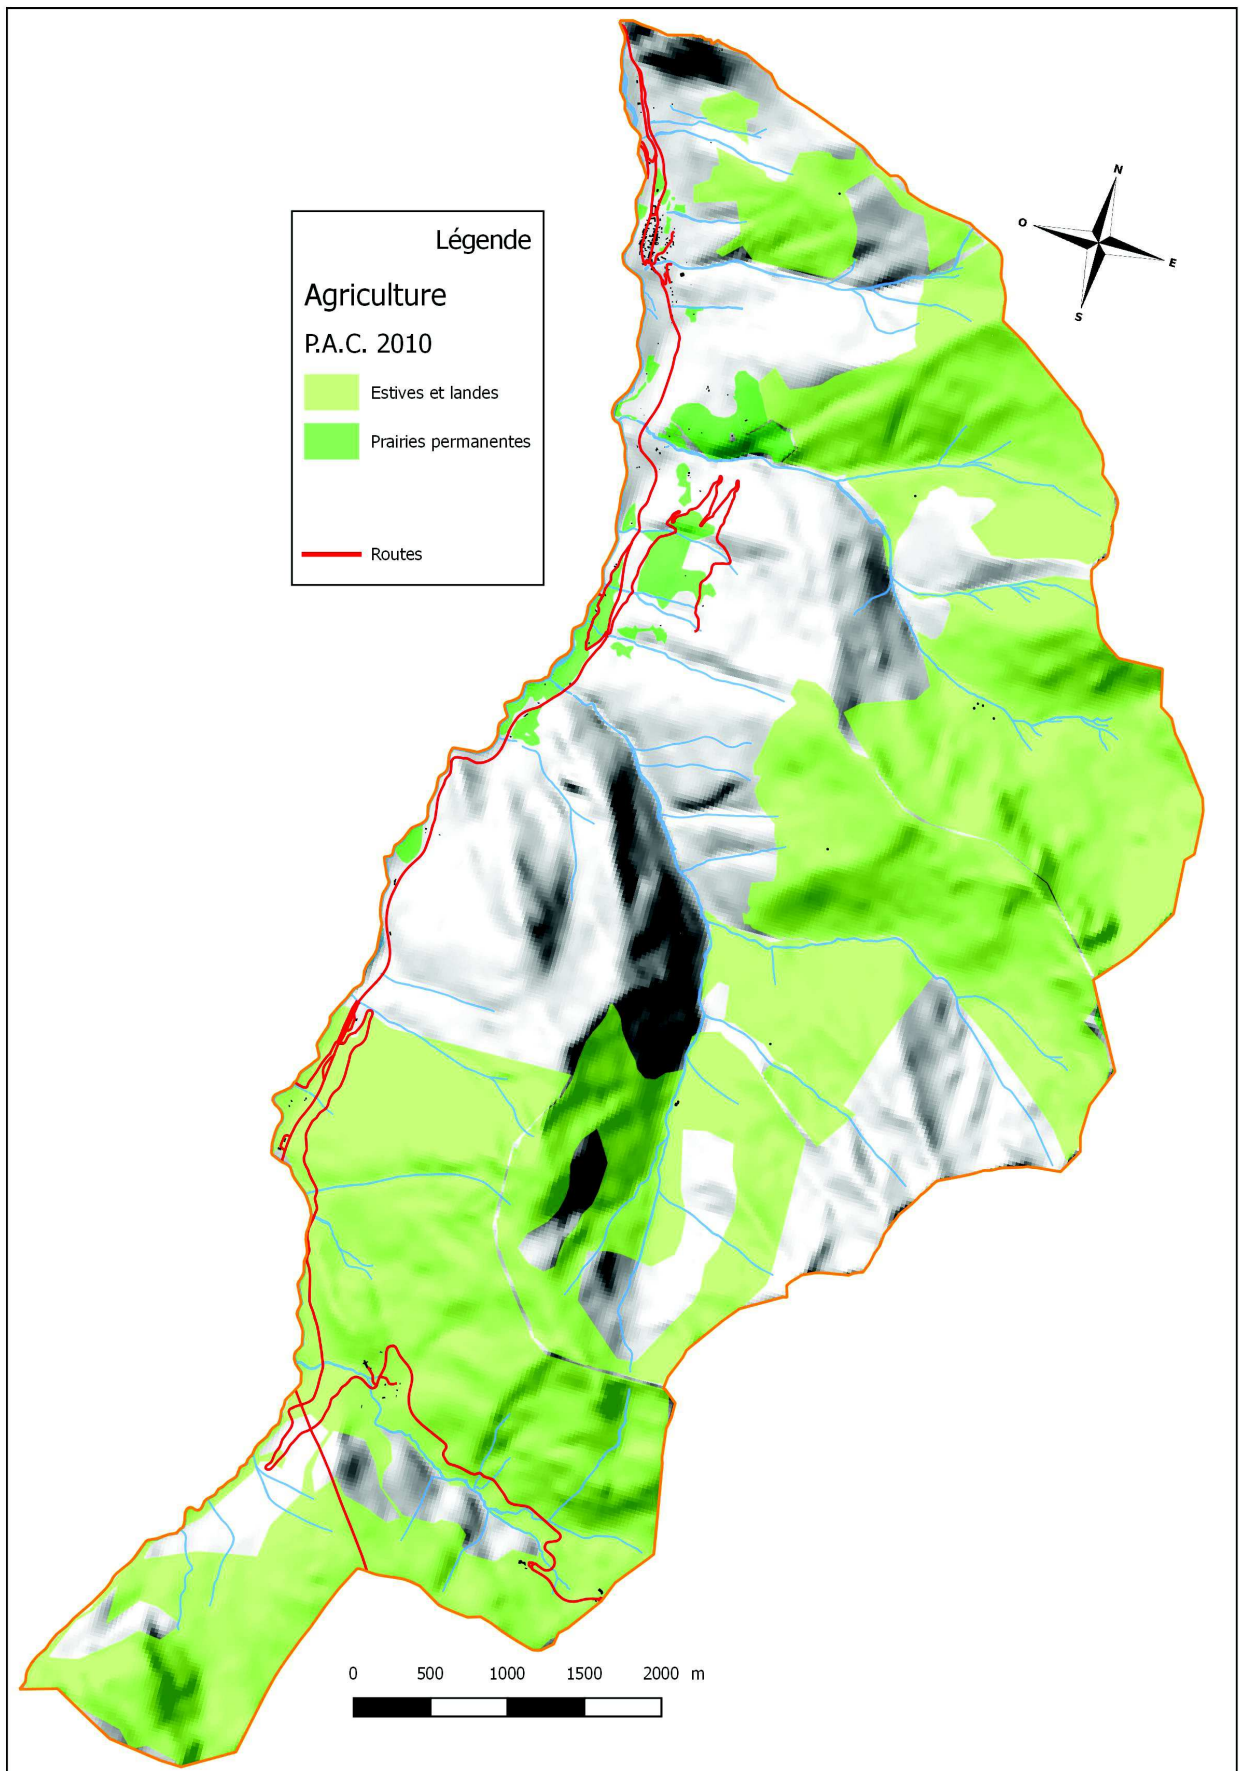 N
O
E
S
Légende
Agriculture
P.A.C. 2010
Estives et landes
Prairies permanentes
Routes
0 500 1000 1500 2000 m